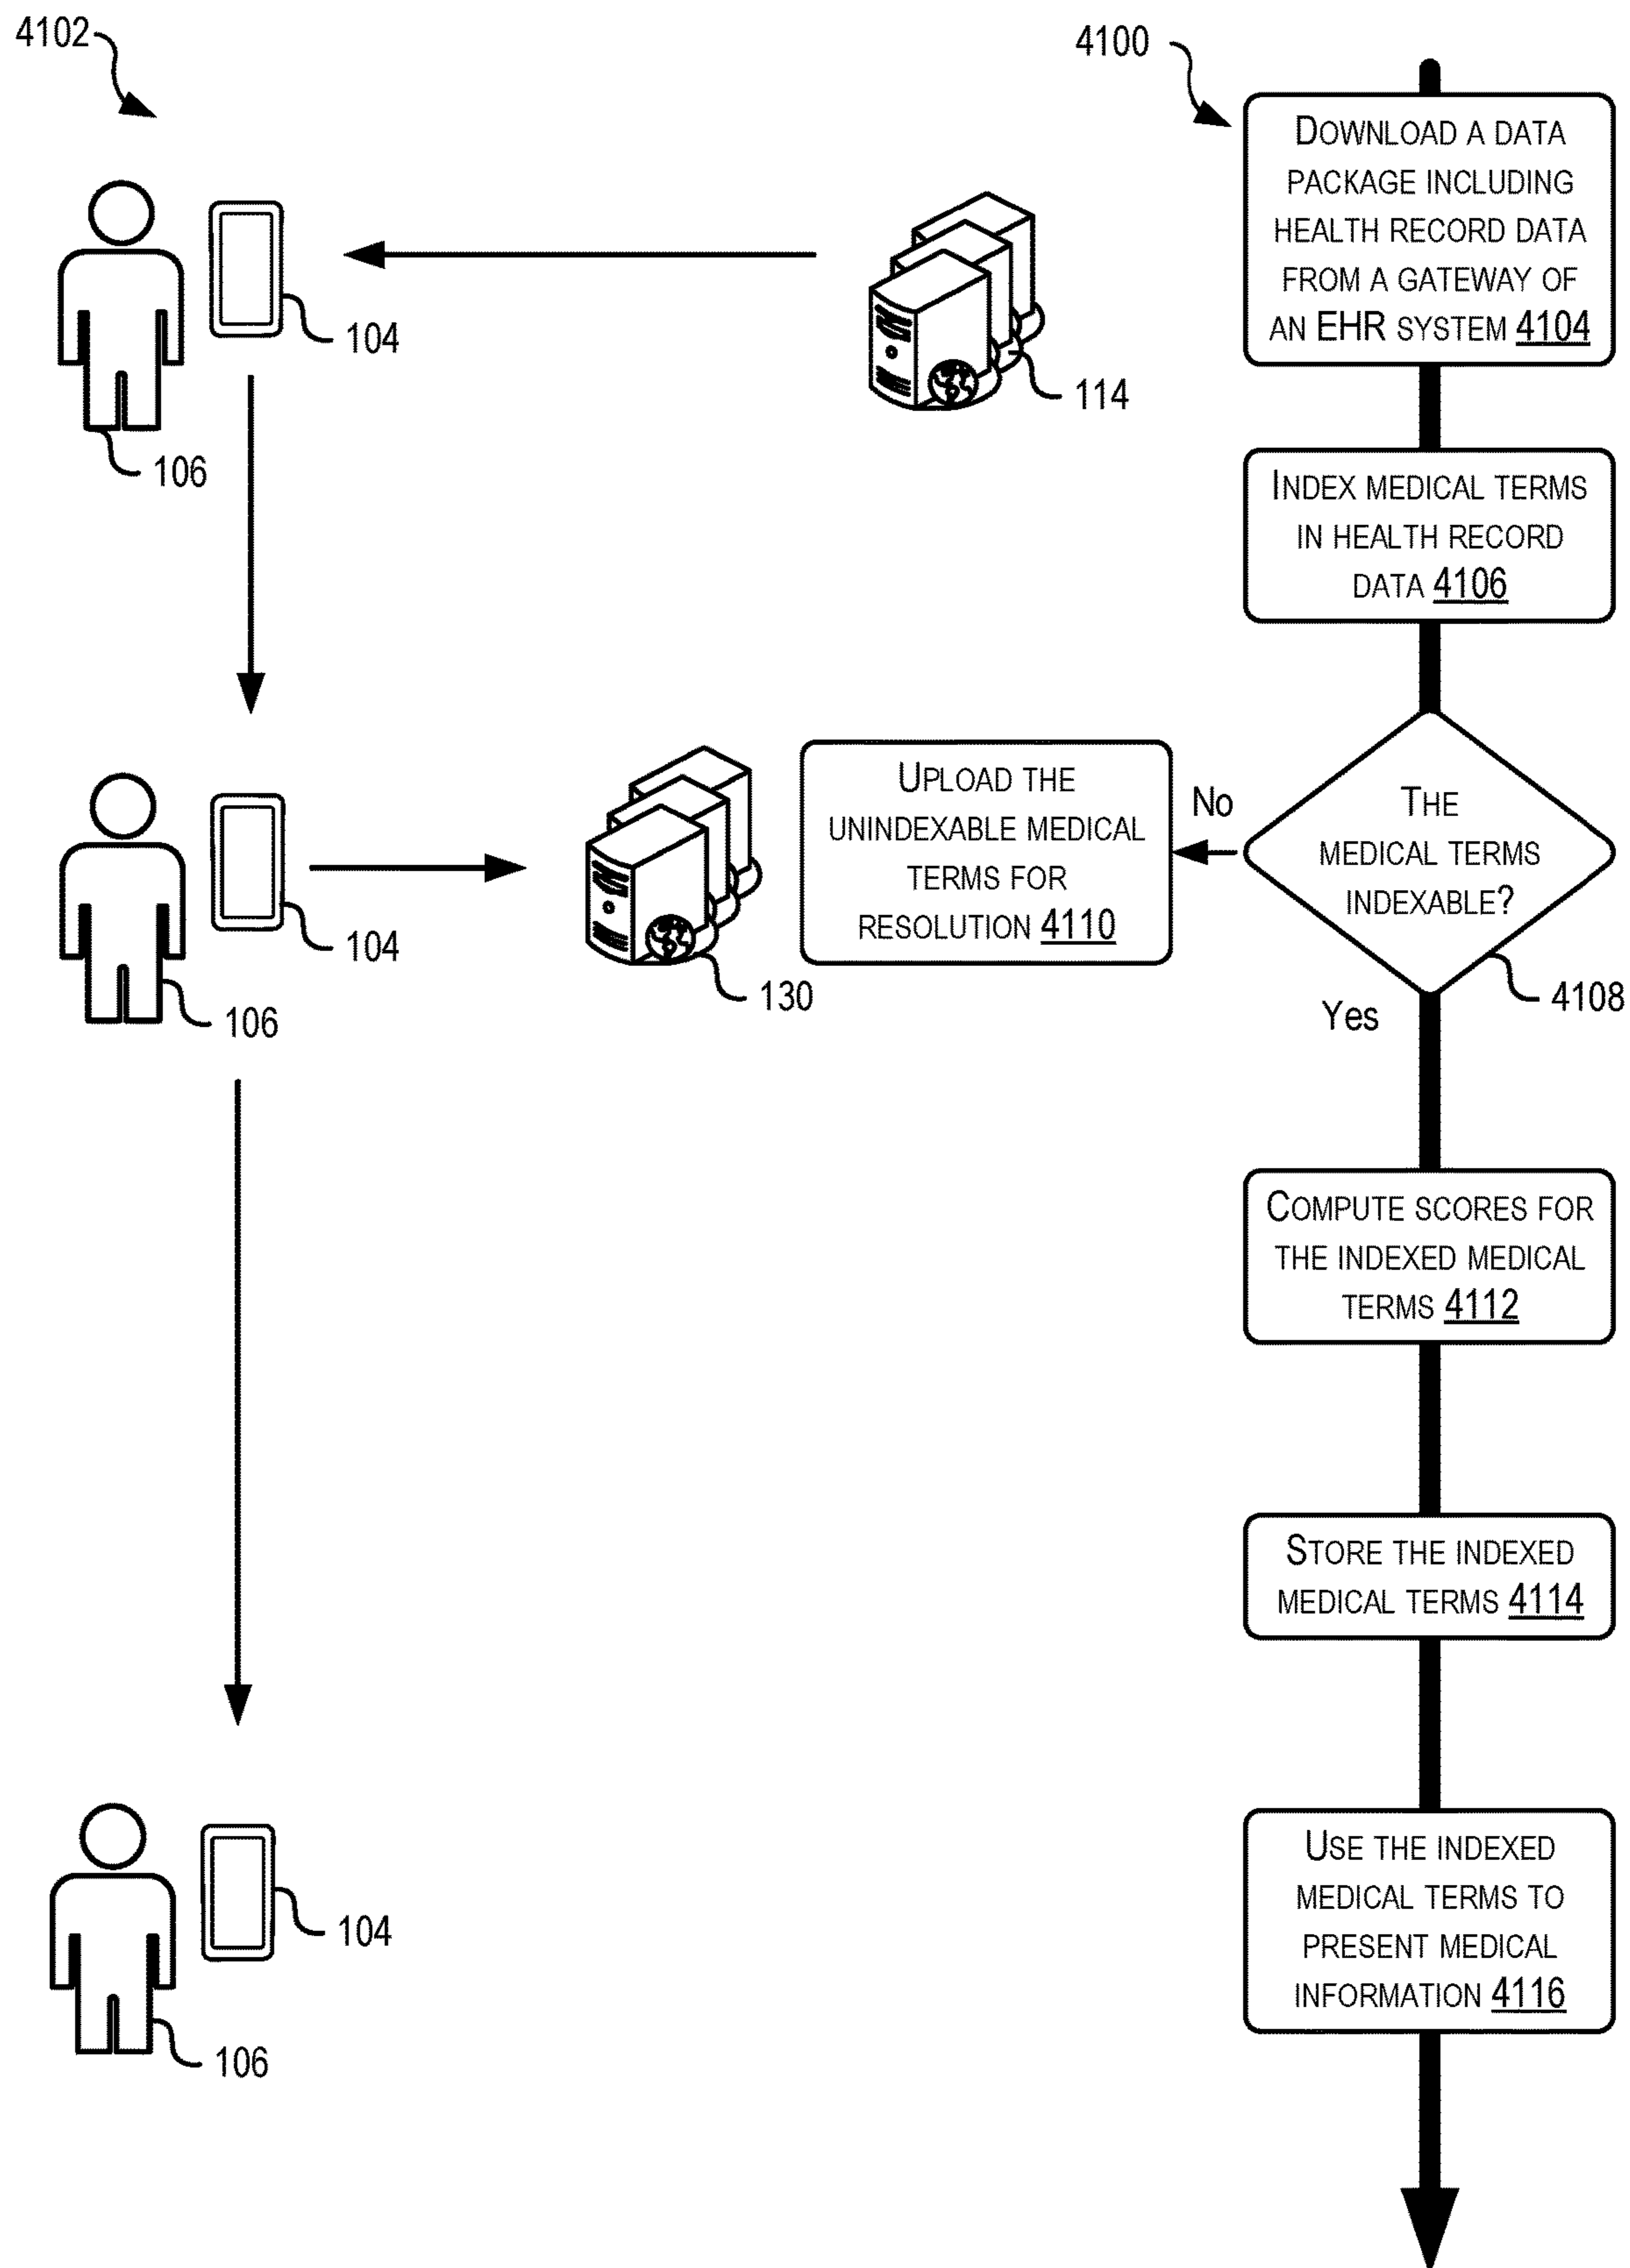 4102
4100
DOWNLOAD A DATA
PACKAGE INCLUDING
HEALTH RECORD DATA
FROM A GATEWAY OF
AN EHR SYSTEM 4104
104
114
106
INDEX MEDICAL TERMS
IN HEALTH RECORD
DATA 4106
UPLOAD THE
UNINDEXABLE MEDICAL
TERMS FOR
RESOLUTION 4110
No
THE
MEDICAL TERMS
INDEXABLE?
104
130
4108
106
Yes
COMPUTE SCORES FOR
THE INDEXED MEDICAL
TERMS 4112
STORE THE INDEXED
MEDICAL TERMS 4114
USE THE INDEXED
MEDICAL TERMS TO
PRESENT MEDICAL
INFORMATION 4116
104
106